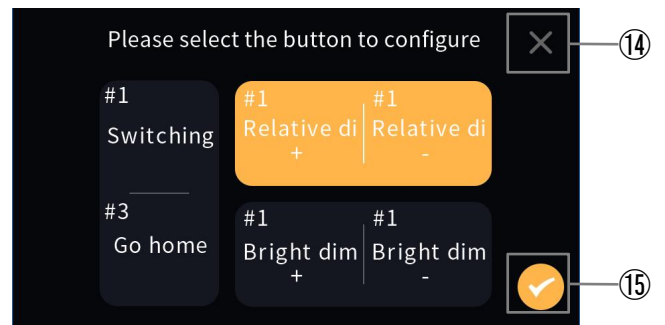 Please select the button to configure
⑭
#1
Switching
#3
Go home
#1 #1
Relative di Relative di
+ -
#1 #1
Bright dim Bright dim
+ -
⑮